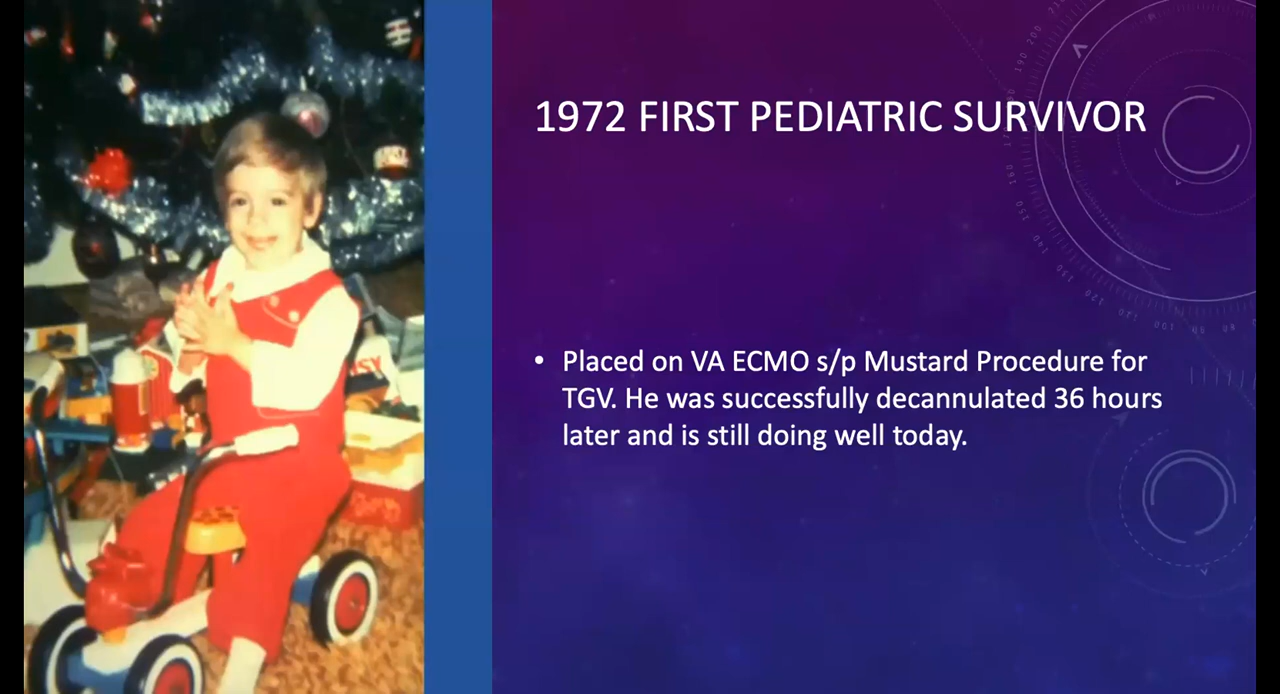 1972 FIRST PEDIATRIC SURVIVOR
• Placed on VA ECMO s/p Mustard Procedure for
TGV. He was successfully decannulated 36 hours
later and is still doing well today.